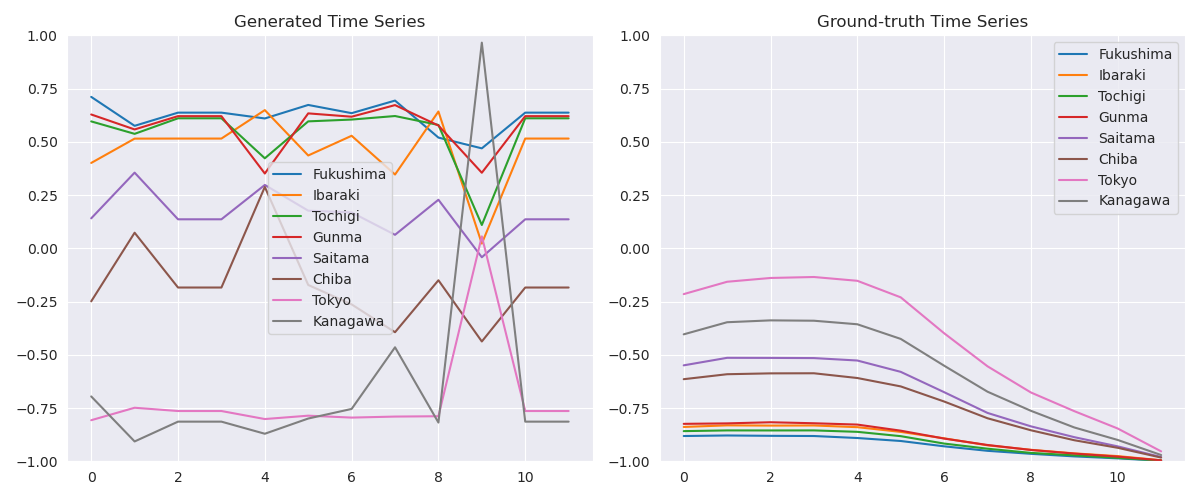 Generated Time Series
1.00
0.75
0.50
0.25
0.00
−0.25
−0.50
−0.75
−1.00
0 2 4 6 8 10
Fukushima
Ibaraki
Tochigi
Gunma
Saitama
Chiba
Tokyo
Kanagawa
Ground-truth Time Series
1.00
0.75
0.50
0.25
0.00
−0.25
−0.50
−0.75
−1.00
0 2 4 6 8 10
Fukushima
Ibaraki
Tochigi
Gunma
Saitama
Chiba
Tokyo
Kanagawa